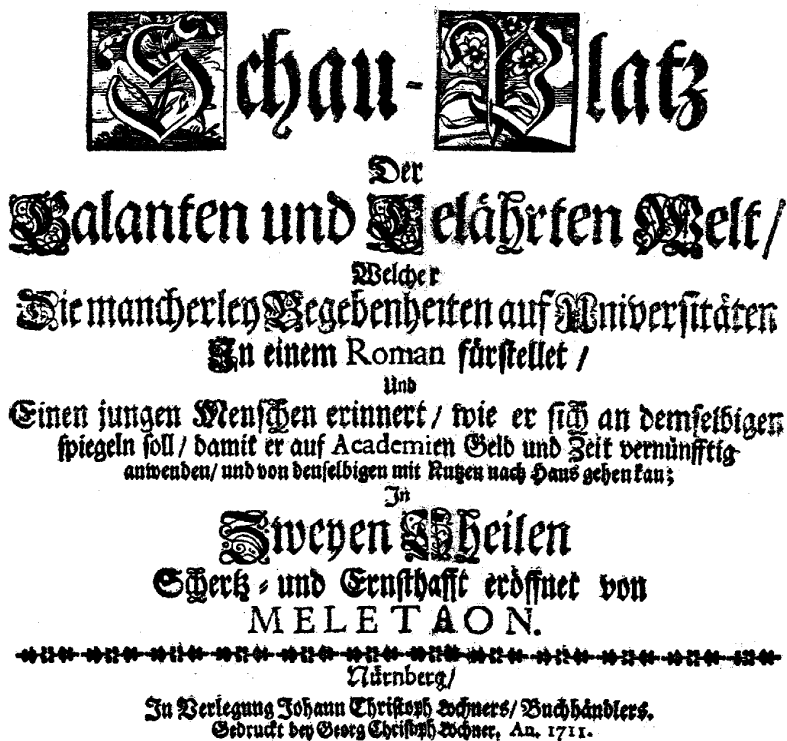 Schau-Platz
Der
Galanten und Gelährten Welt/
Welcher
Die mancherley Begebenheiten auf Universitäten
In einem Roman fürstellet/
Und
Einen jungen Menschen erinnert/ wie er sich an demselbigen
spiegeln soll/ damit er auf Academien Geld und Zeit vernünfftig
anwenden/ und von denselbigen mit Nutzen nach Haus gehen kan;
In
Zweyen Theilen
Schertz- und Ernsthafft eröffnet von
MELETAON.
Nürnberg/
In Verlegung Johann Christoph Lochners/ Buchhändlers.
Gedruckt bey Georg Christoph Lochner, An. 1711.